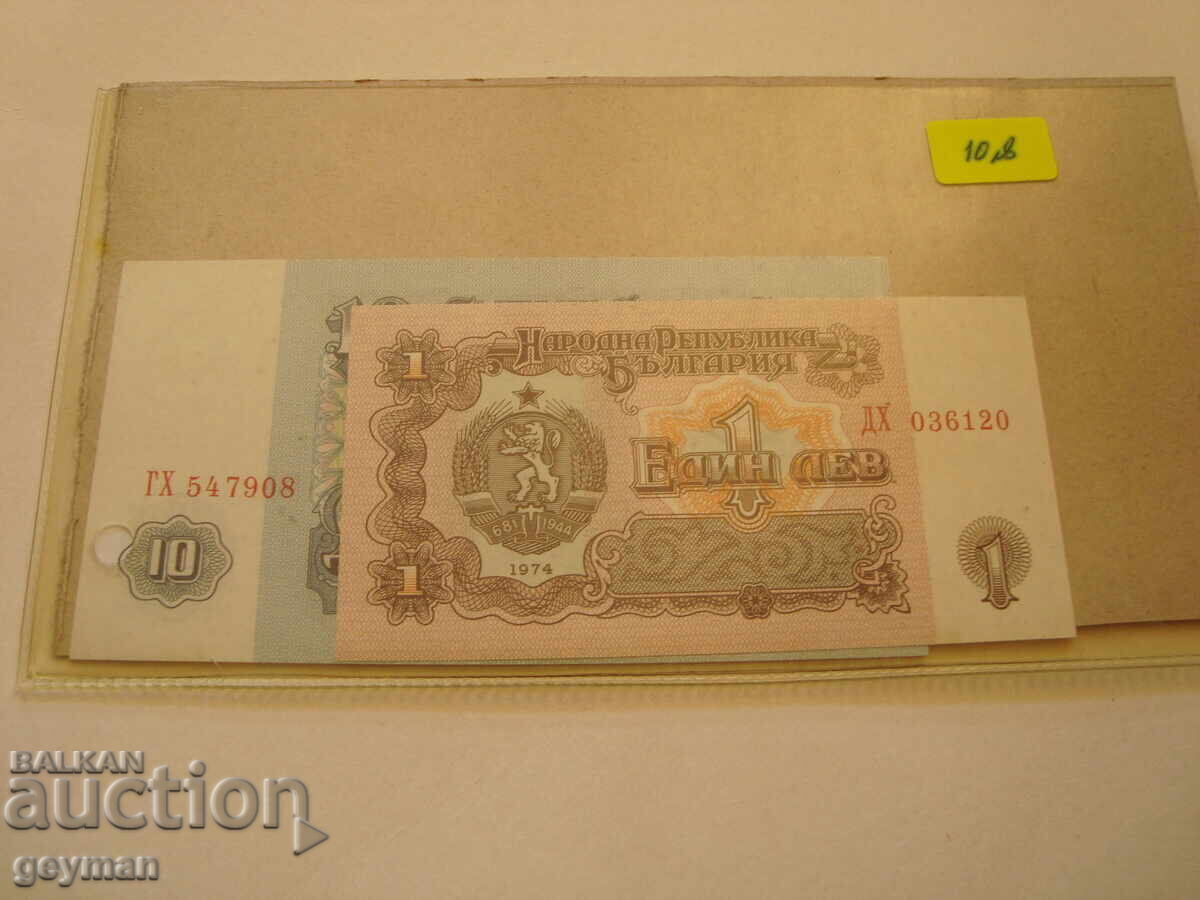 10 лв
НАРОДНА РЕПУБЛИКА
БЪЛГАРИЯ
1
1
ДХ 036120
ЕДИН ЛЕВ
ГХ 547908
681 1944
10
1
1974
1
BALKAN
auction
geyman